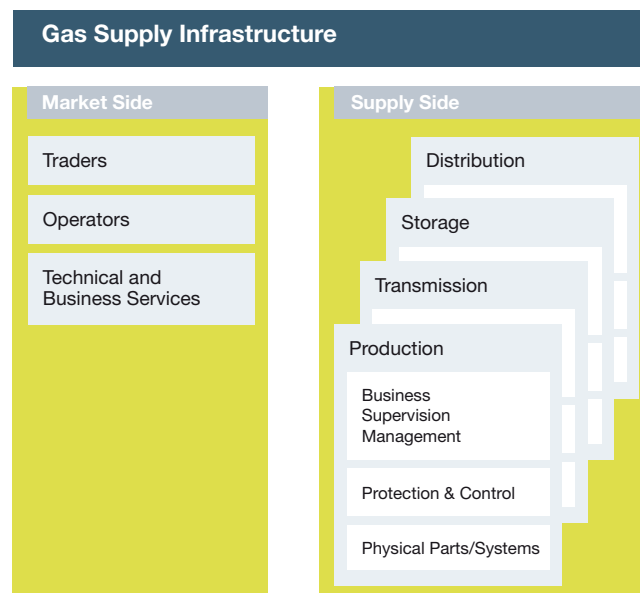 Gas Supply Infrastructure
Market Side
Traders
Operators
Technical and
Business Services
Supply Side
Distribution
Storage
Transmission
Production
Business
Supervision
Management
Protection & Control
Physical Parts/Systems